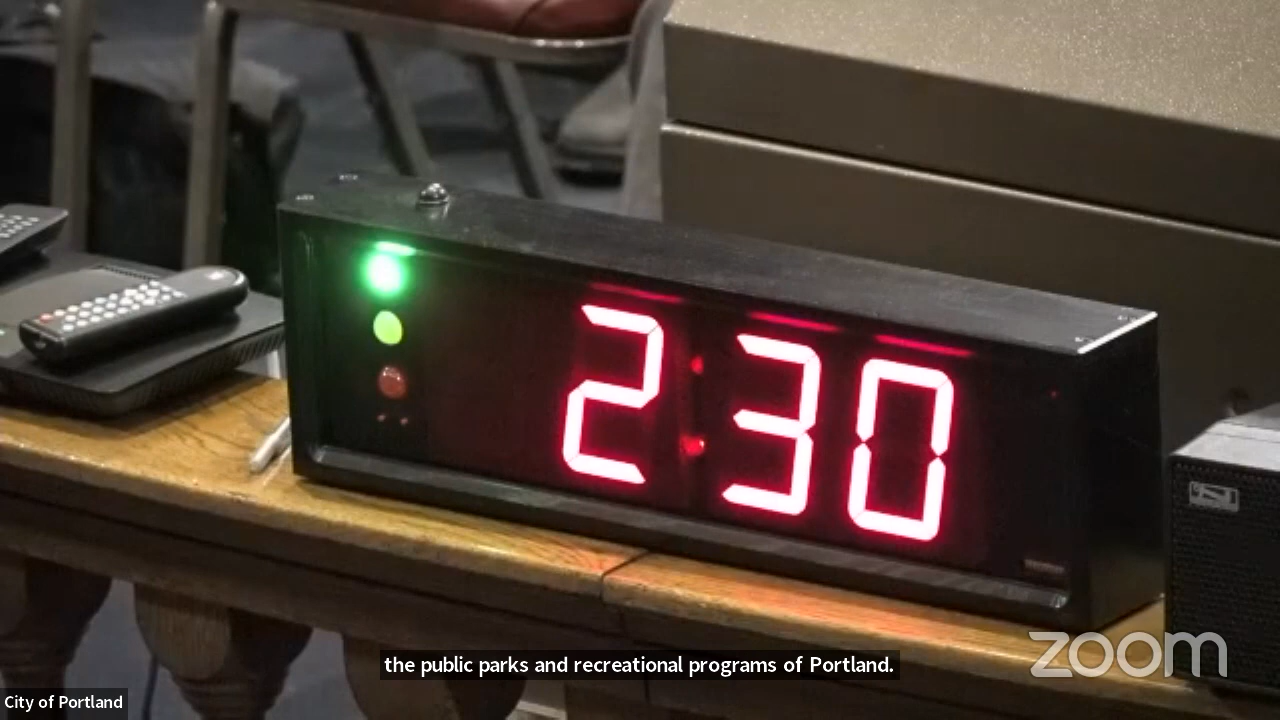 2:30
the public parks and recreational programs of Portland.
zoom
City of Portland